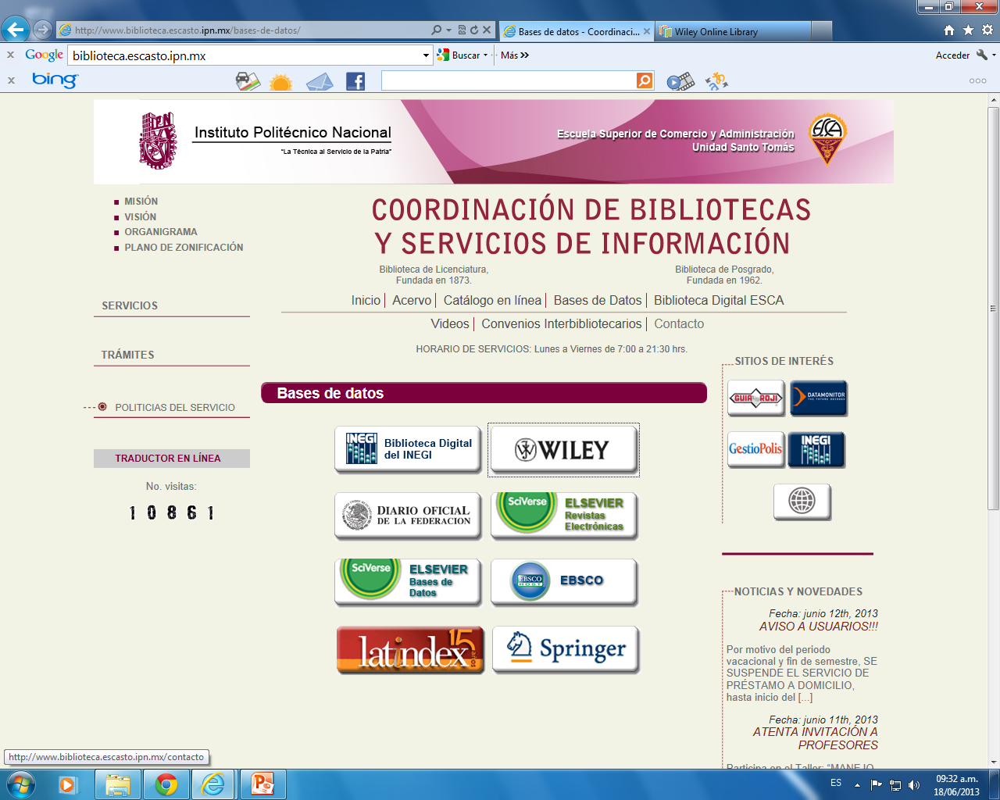 http://www.biblioteca.escasto.ipn.mx/bases-de-datos/
Bases de datos - Coordinaci...
Wiley Online Library
x Google
biblioteca.escasto.ipn.mx
Buscar
Más
Acceder
x bing
IPN
Instituto Politécnico Nacional
"La Técnica al Servicio de la Patria"
Escuela Superior de Comercio y Administración
Unidad Santo Tomás
ESCA
MISIÓN
VISIÓN
ORGANIGRAMA
PLANO DE ZONIFICACIÓN
COORDINACIÓN DE BIBLIOTECAS
Y SERVICIOS DE INFORMACIÓN
Biblioteca de Licenciatura,
Fundada en 1873.
Biblioteca de Posgrado,
Fundada en 1962.
Inicio | Acervo | Catálogo en línea | Bases de Datos | Biblioteca Digital ESCA
Videos | Convenios Interbibliotecarios | Contacto
HORARIO DE SERVICIOS: Lunes a Viernes de 7:00 a 21:30 hrs.
SERVICIOS
TRÁMITES
POLITICIAS DEL SERVICIO
TRADUCTOR EN LÍNEA
No. visitas:
10861
Bases de datos
INEGI
Biblioteca Digital
del INEGI
WILEY
DIARIO OFICIAL
DE LA FEDERACION
SciVerse
ELSEVIER
Revistas
Electrónicas
SciVerse
ELSEVIER
Bases de
Datos
EBSCO
HOST
EBSCO
latindex
15
años
Springer
SITIOS DE INTERÉS
GUIA ROJI
DATAMONITOR
GestioPolis
INEGI
NOTICIAS Y NOVEDADES
Fecha: junio 12th, 2013
AVISO A USUARIOS!!!
Por motivo del periodo
vacacional y fin de semestre, SE
SUSPENDE EL SERVICIO DE
PRÉSTAMO A DOMICILIO,
hasta inicio del [...]
Fecha: junio 11th, 2013
ATENTA INVITACIÓN A
PROFESORES
Participa en el Taller: "MANEJO
http://www.biblioteca.escasto.ipn.mx/contacto
ES
09:32 a.m.
18/06/2013